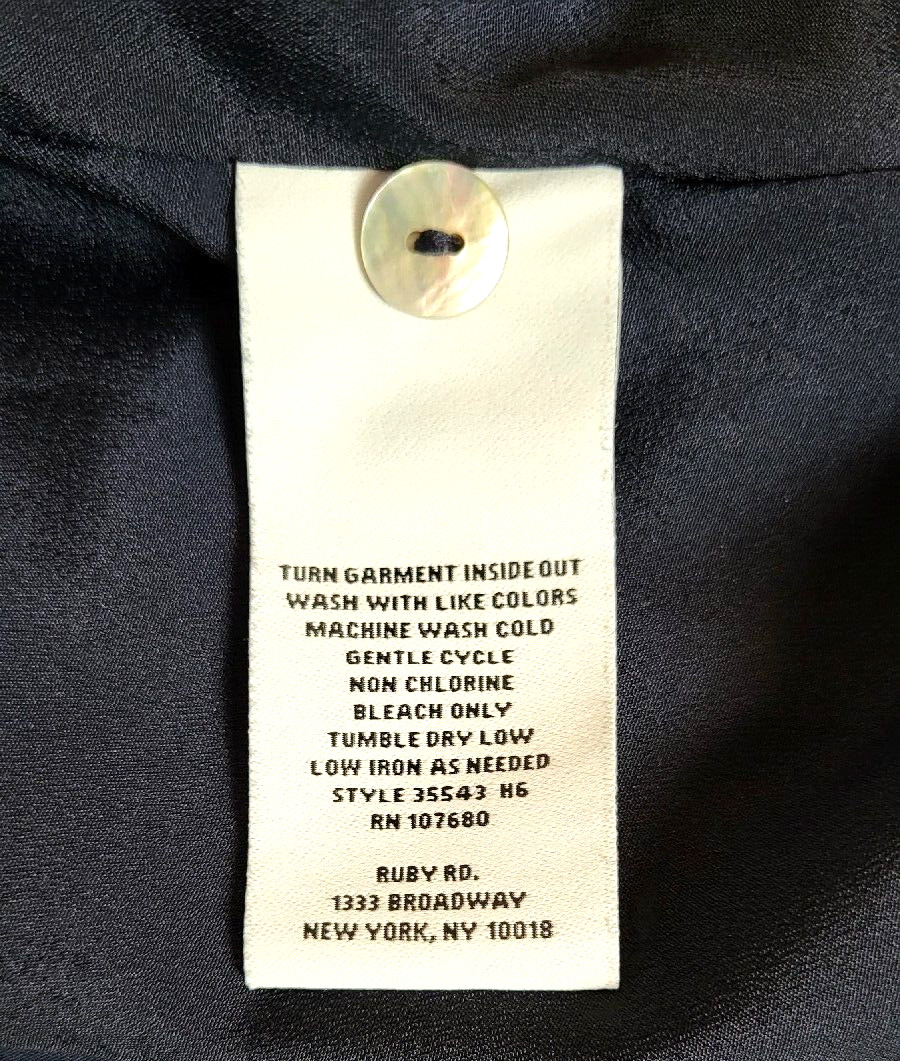 TURN GARMENT INSIDE OUT
WASH WITH LIKE COLORS
MACHINE WASH COLD
GENTLE CYCLE
NON CHLORINE
BLEACH ONLY
TUMBLE DRY LOW
LOW IRON AS NEEDED
STYLE 35543 H6
RN 107680
RUBY RD.
1333 BROADWAY
NEW YORK, NY 10018